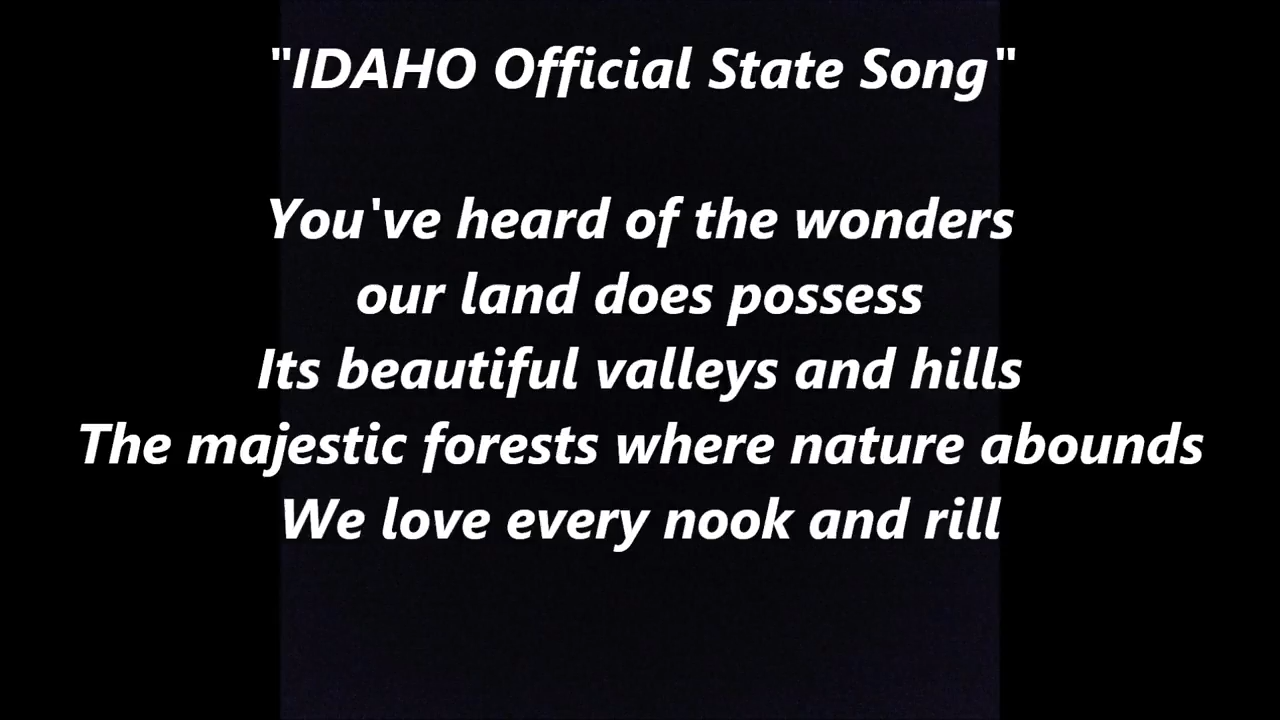 "IDAHO Official State Song"
You've heard of the wonders
our land does possess
Its beautiful valleys and hills
The majestic forests where nature abounds
We love every nook and rill